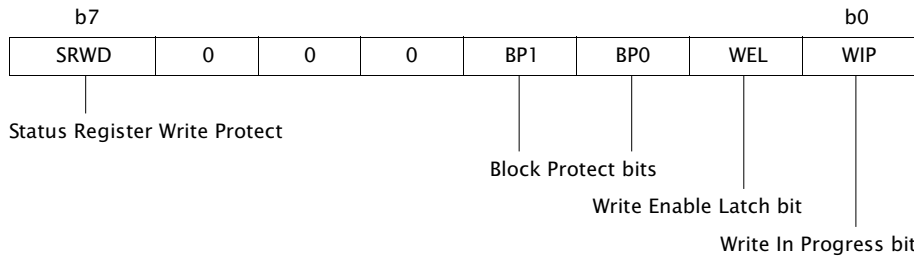 b7 b0
SRWD 0 0 0 BP1 BP0 WEL WIP
Status Register Write Protect
Block Protect bits
Write Enable Latch bit
Write In Progress bit